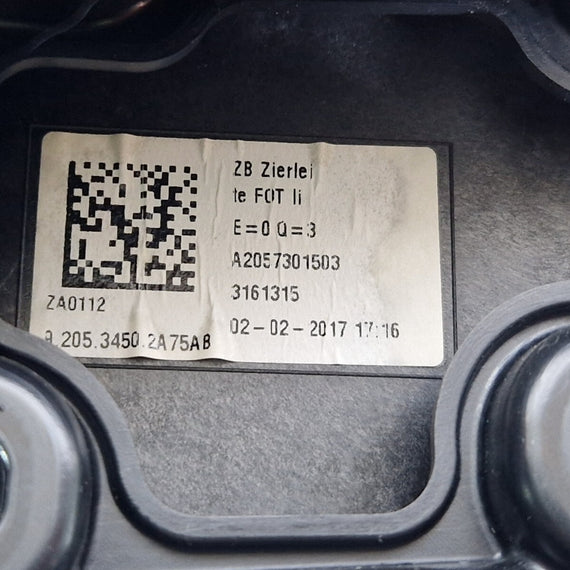 ZB Zierlei
te FOT li
E=0 Q=3
A2057301503
3161315
02-02-2017 17:16
ZA0112
9.205.3450.2A75AB